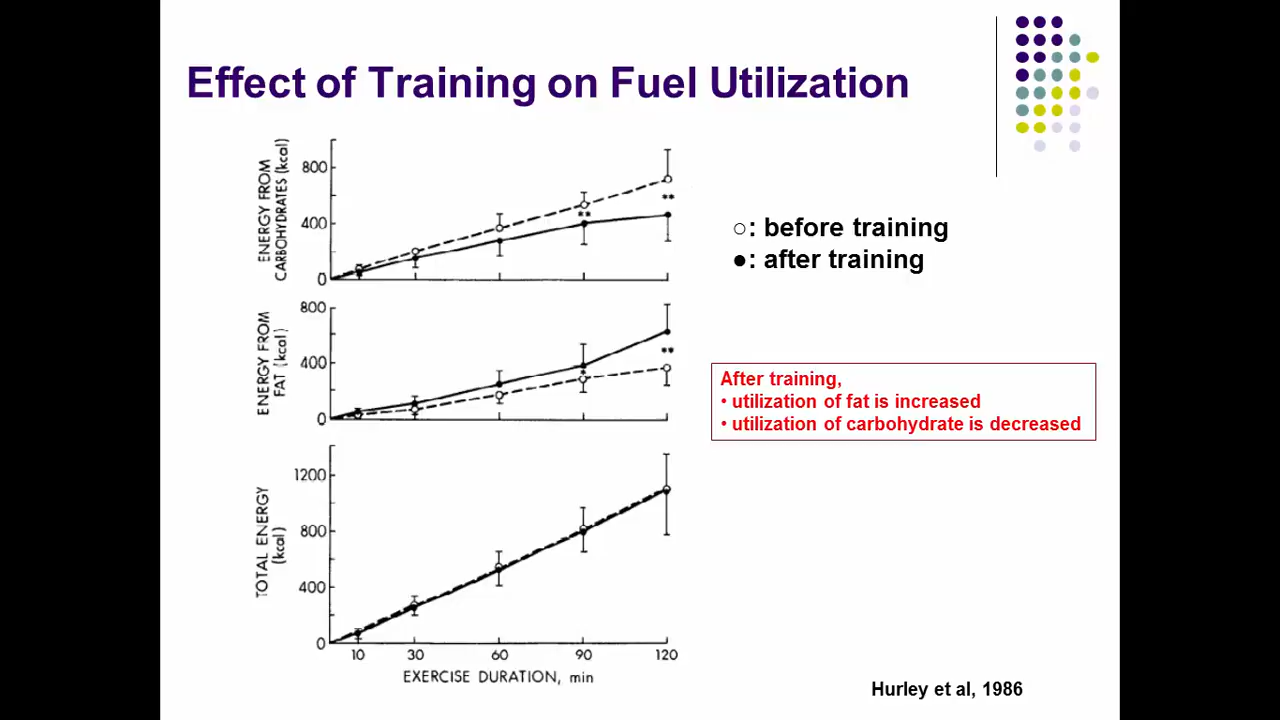 Effect of Training on Fuel Utilization
ENERGY FROM
CARBOHYDRATES (kcal)
800
400
0
**
**
ENERGY FROM
FAT (kcal)
800
400
0
*
**
TOTAL ENERGY
(kcal)
1200
800
400
0
10 30 60 90 120
EXERCISE DURATION, min
○: before training
●: after training
After training,
• utilization of fat is increased
• utilization of carbohydrate is decreased
Hurley et al, 1986